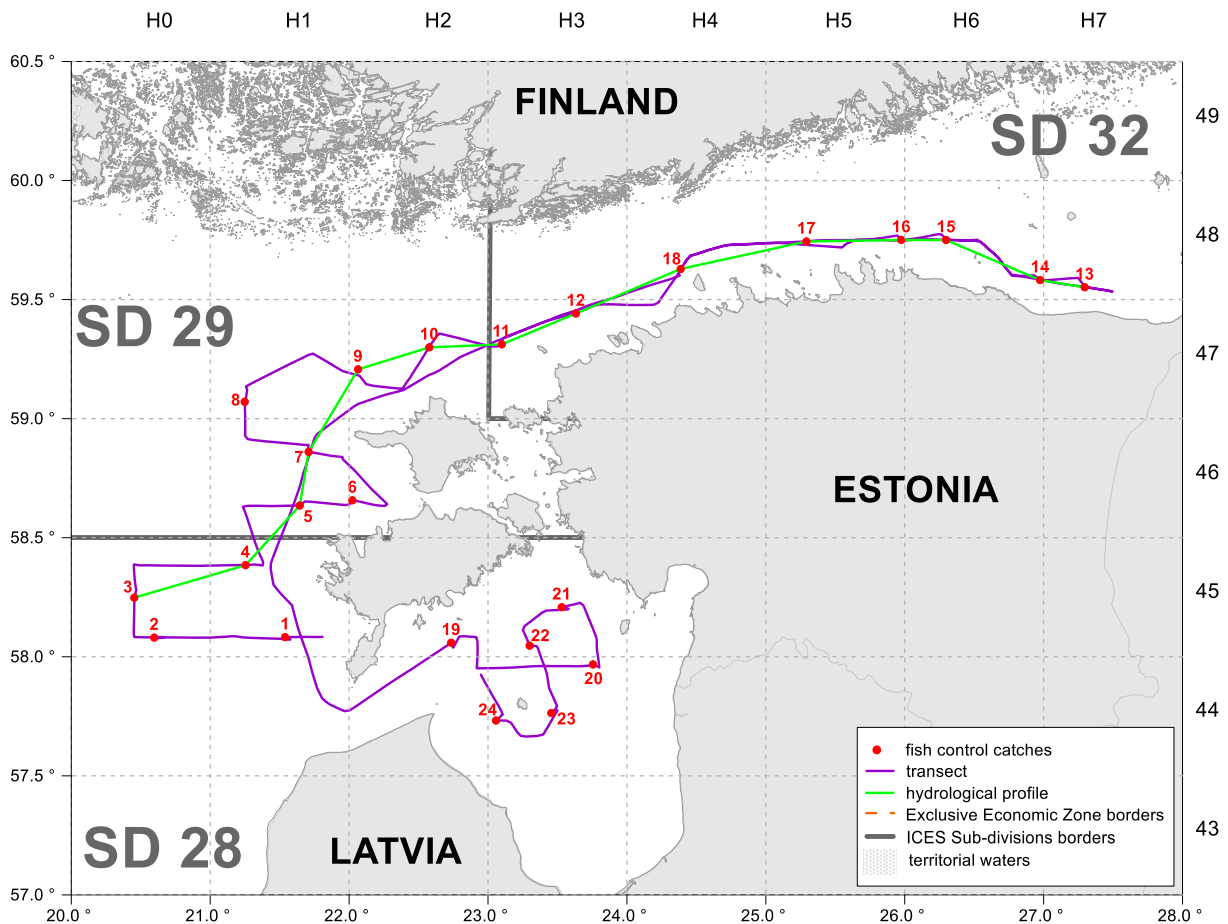 H0 H1 H2 H3 H4 H5 H6 H7
60.5 °
FINLAND
49
SD 32
60.0 °
48
17
16
15
18
14
13
59.5 °
12
SD 29
11
10
47
9
8
59.0 °
7
46
6
ESTONIA
5
58.5 °
4
3
21
45
2
1
19
22
58.0 °
20
24
23
44
57.5 °
fish control catches
transect
hydrological profile
Exclusive Economic Zone borders
ICES Sub-divisions borders
territorial waters
SD 28
LATVIA
43
57.0 °
20.0 ° 21.0 ° 22.0 ° 23.0 ° 24.0 ° 25.0 ° 26.0 ° 27.0 ° 28.0 °